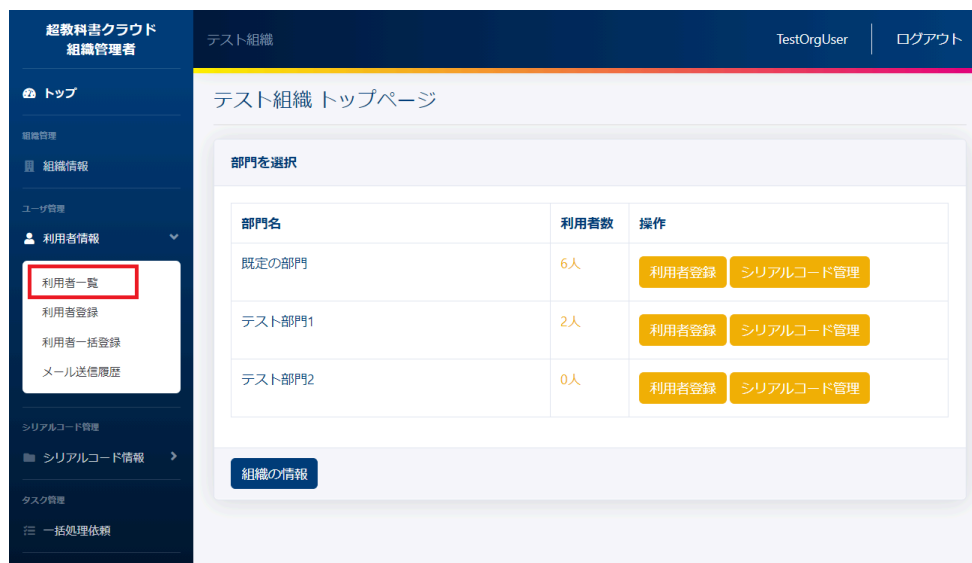 超教科書クラウド
組織管理者
テスト組織
TestOrgUser
ログアウト
トップ
組織管理
組織情報
ユーザ管理
利用者情報
利用者一覧
利用者登録
利用者一括登録
メール送信履歴
シリアルコード管理
シリアルコード情報
タスク管理
一括処理依頼
テスト組織 トップページ
部門を選択
部門名 利用者数 操作
既定の部門 6人 利用者登録 シリアルコード管理
テスト部門1 2人 利用者登録 シリアルコード管理
テスト部門2 0人 利用者登録 シリアルコード管理
組織の情報